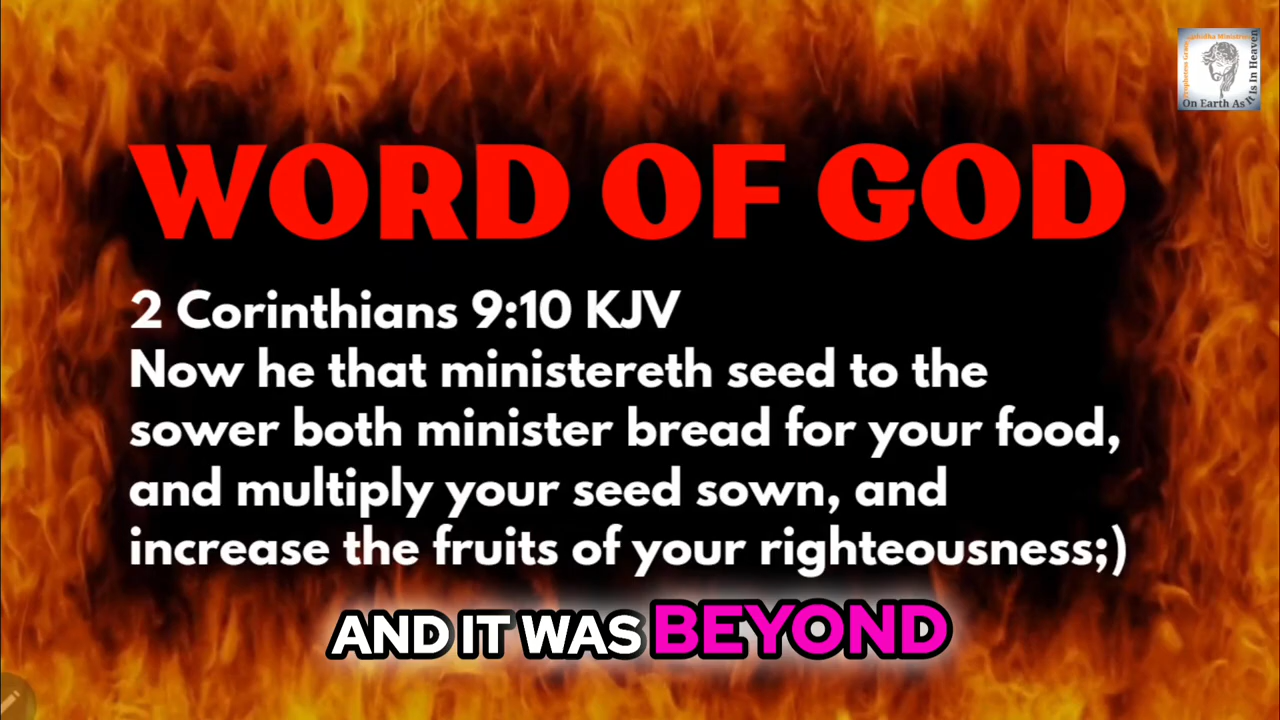 WORD OF GOD
2 Corinthians 9:10 KJV
Now he that ministereth seed to the
sower both minister bread for your food,
and multiply your seed sown, and
increase the fruits of your righteousness;)
AND IT WAS BEYOND
On Earth As It Is In Heaven